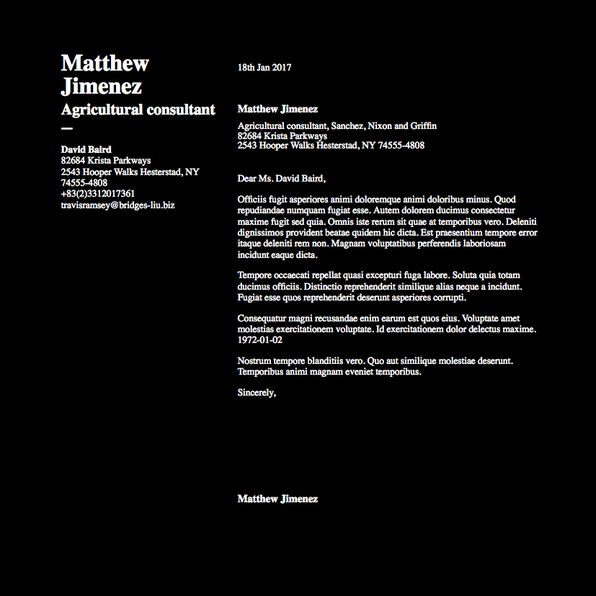 Matthew
Jimenez
Agricultural consultant
—
David Baird
82684 Krista Parkways
2543 Hooper Walks Hesterstad, NY
74555-4808
+83(2)3312017361
travisramsey@bridges-liu.biz
18th Jan 2017
Matthew Jimenez
Agricultural consultant, Sanchez, Nixon and Griffin
82684 Krista Parkways
2543 Hooper Walks Hesterstad, NY 74555-4808
Dear Ms. David Baird,
Officiis fugit asperiores animi doloremque animi doloribus minus. Quod
repudiandae numquam fugiat esse. Autem dolorem ducimus consectetur
maxime fugit sed quia. Omnis iste rerum sit quae at temporibus vero. Deleniti
dignissimos provident beatae quidem hic dicta. Est praesentium tempore error
itaque deleniti rem non. Magnam voluptatibus perferendis laboriosam
incidunt eaque dicta.
Tempore occaecati repellat quasi excepturi fuga labore. Soluta quia totam
ducimus officiis. Distinctio reprehenderit similique alias neque a incidunt.
Fugiat esse quos reprehenderit deserunt asperiores corrupti.
Consequatur magni recusandae enim earum est quos eius. Voluptate amet
molestias exercitationem voluptate. Id exercitationem dolor delectus maxime.
1972-01-02
Nostrum tempore blanditiis vero. Quo aut similique molestiae deserunt.
Temporibus animi magnam eveniet temporibus.
Sincerely,
Matthew Jimenez